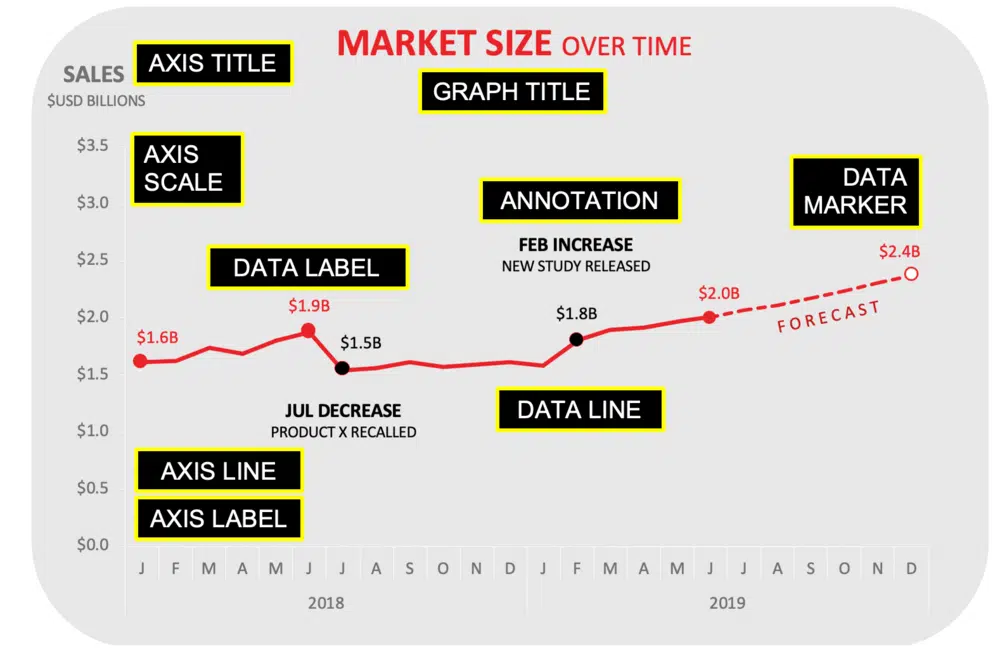 MARKET SIZE OVER TIME
AXIS TITLE
SALES
$USD BILLIONS
GRAPH TITLE
$3.5
AXIS
SCALE
$3.0
ANNOTATION
DATA
MARKER
FEB INCREASE
NEW STUDY RELEASED
$2.5
DATA LABEL
$2.4B
$2.0
$1.6B
$1.9B
$1.5B
$1.8B
$2.0B
FORECAST
$1.5
JUL DECREASE
PRODUCT X RECALLED
DATA LINE
$1.0
AXIS LINE
$0.5
AXIS LABEL
$0.0
J F M A M J J A S O N D J F M A M J J A S O N D
2018 2019